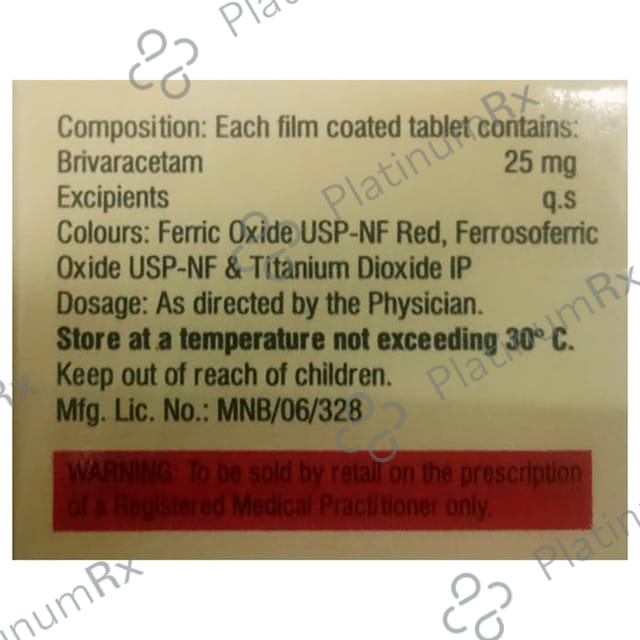 PlatinumRx
Composition: Each film coated tablet contains:
Brivaracetam 25 mg
Excipients q.s
Colours: Ferric Oxide USP-NF Red, Ferrosoferric
Oxide USP-NF & Titanium Dioxide IP
Dosage: As directed by the Physician.
Store at a temperature not exceeding 30° C.
Keep out of reach of children.
Mfg. Lic. No.: MNB/06/328
WARNING: To be sold by retail on the prescription
of a Registered Medical Practitioner only.
PlatinumRx
PlatinumRx